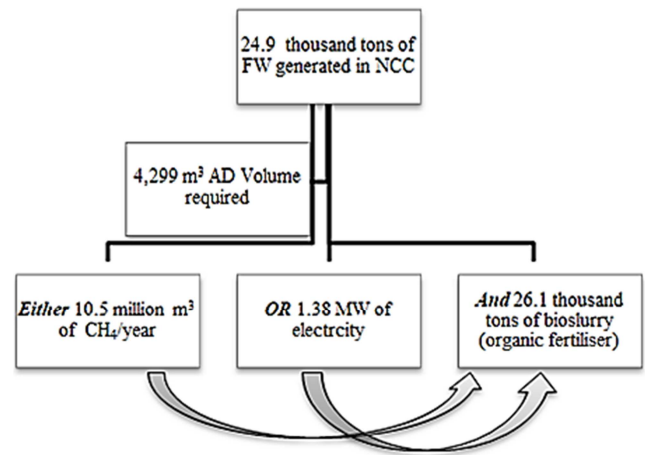 24.9 thousand tons of
FW generated in NCC
4,299 m³ AD Volume
required
Either 10.5 million m³
of CH₄/year
OR 1.38 MW of
electrcity
And 26.1 thousand
tons of bioslurry
(organic fertiliser)